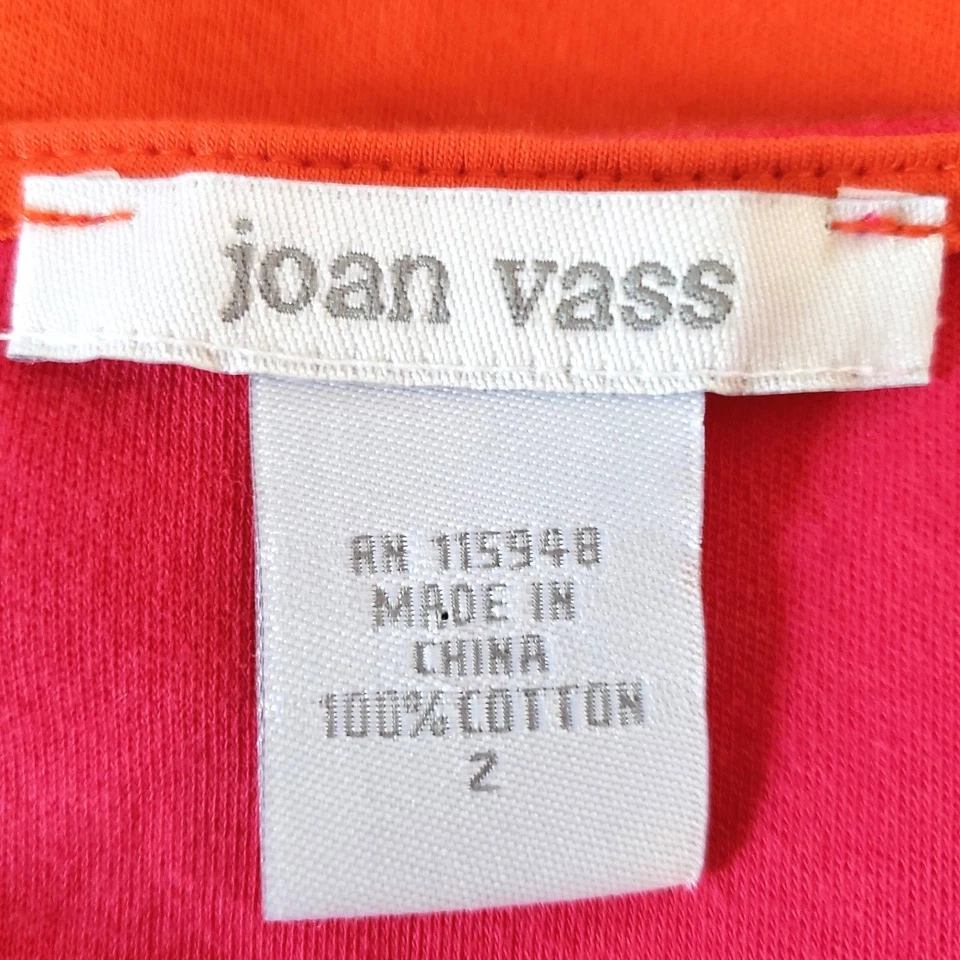 joan vass
RN 115948
MADE IN
CHINA
100% COTTON
2